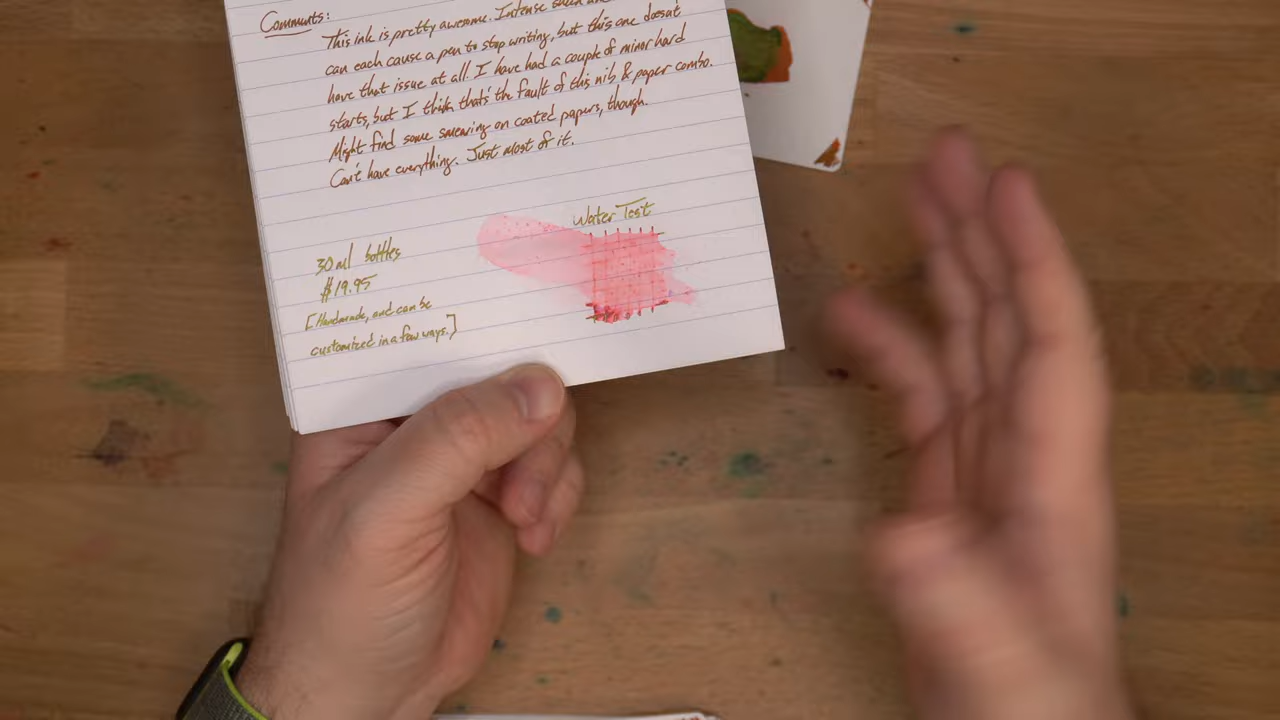 Comments:
This ink is pretty awesome. Intense sheen
can each cause a pen to stop writing, but this one doesn't
have that issue at all. I have had a couple of minor hard
starts, but I think that's the fault of this nib & paper combo.
Might find some smearing on coated papers, though.
Can't have everything. Just most of it.
Water Test
30 ml bottles
$19.95
[Handmade, and can be
customized in a few ways.]